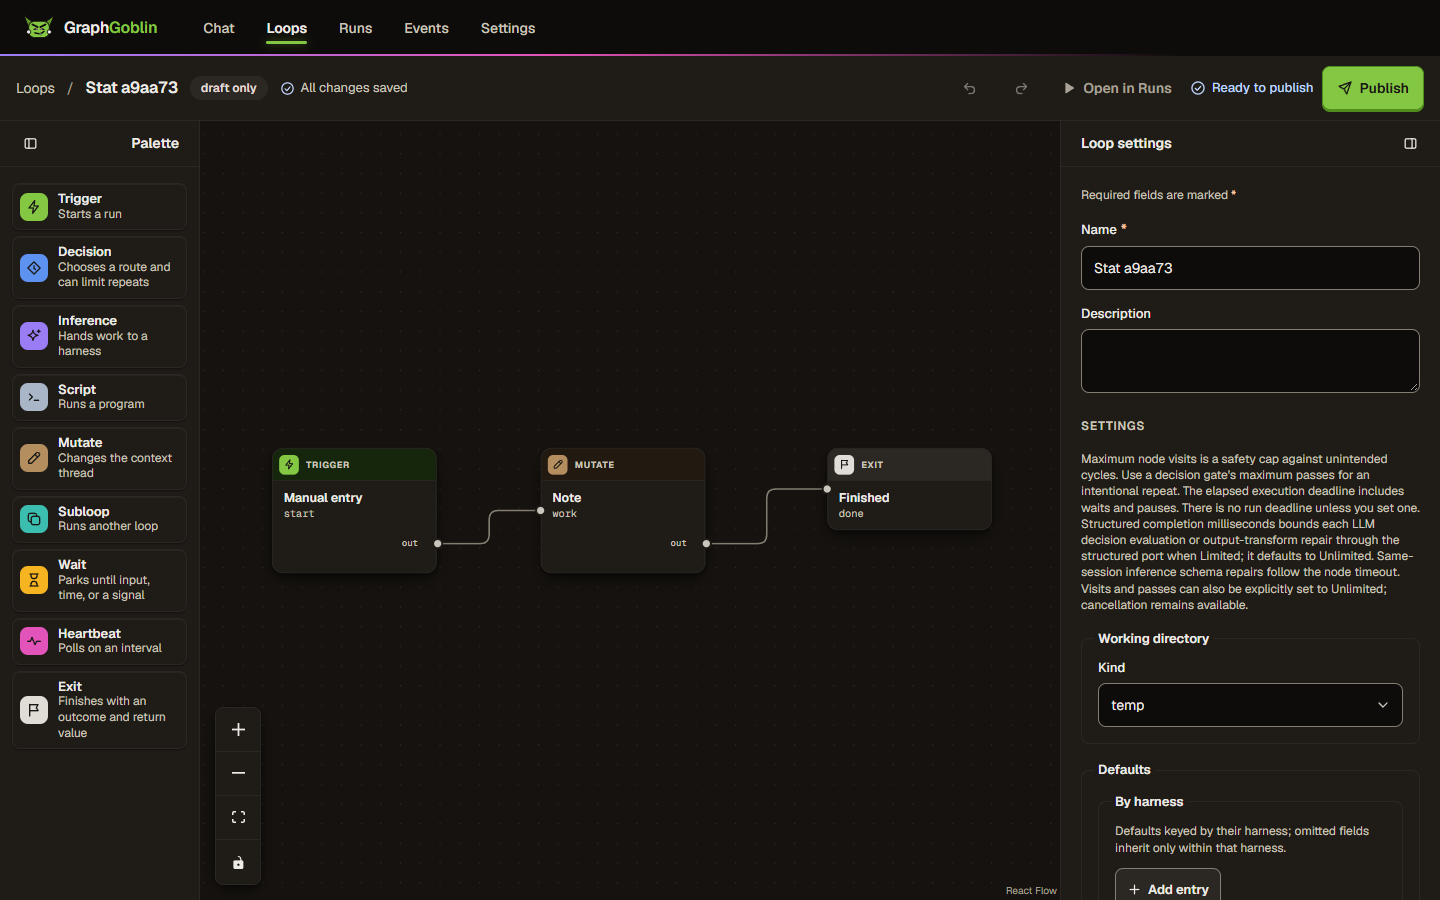 GraphGoblin
Chat
Loops
Runs
Events
Settings
Loops / Stat a9aa73
draft only
All changes saved
Open in Runs
Ready to publish
Publish
Palette
Trigger
Starts a run
Decision
Chooses a route and
can limit repeats
Inference
Hands work to a
harness
Script
Runs a program
Mutate
Changes the context
thread
Subloop
Runs another loop
Wait
Parks until input,
time, or a signal
Heartbeat
Polls on an interval
Exit
Finishes with an
outcome and return
value
TRIGGER
Manual entry
start
out
MUTATE
Note
work
out
EXIT
Finished
done
React Flow
Loop settings
Required fields are marked *
Name *
Stat a9aa73
Description
SETTINGS
Maximum node visits is a safety cap against unintended
cycles. Use a decision gate's maximum passes for an
intentional repeat. The elapsed execution deadline includes
waits and pauses. There is no run deadline unless you set one.
Structured completion milliseconds bounds each LLM
decision evaluation or output-transform repair through the
structured port when Limited; it defaults to Unlimited. Same-
session inference schema repairs follow the node timeout.
Visits and passes can also be explicitly set to Unlimited;
cancellation remains available.
Working directory
Kind
temp
Defaults
By harness
Defaults keyed by their harness; omitted fields
inherit only within that harness.
Add entry